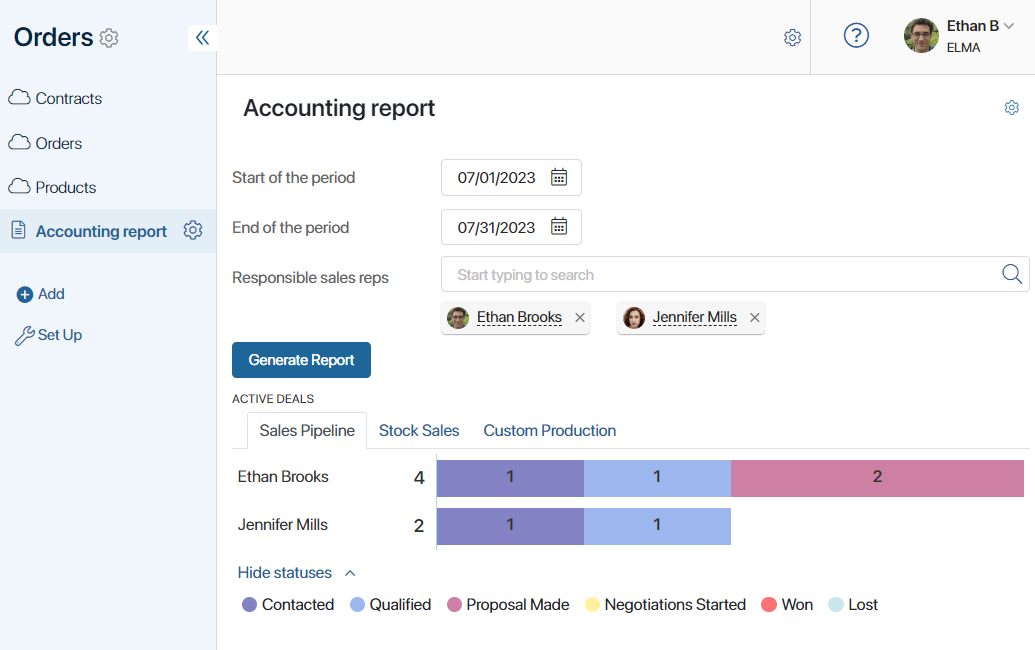 Orders
Contracts
Orders
Products
Accounting report
Add
Set Up
?
Ethan B
ELMA
Accounting report
Start of the period 07/01/2023
End of the period 07/31/2023
Responsible sales reps Start typing to search
Ethan Brooks Jennifer Mills
Generate Report
ACTIVE DEALS
Sales Pipeline Stock Sales Custom Production
Ethan Brooks 4 1 1 2
Jennifer Mills 2 1 1
Hide statuses
Contacted Qualified Proposal Made Negotiations Started Won Lost